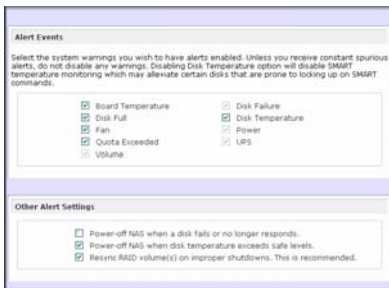 Alert Events
Select the system warnings you wish to have alerts enabled. Unless you receive constant spurious
alerts, do not disable any warnings. Disabling Disk Temperature option will disable SMART
temperature monitoring which may alleviate certain disks that are prone to locking up on SMART
commands.
Board Temperature
Disk Failure
Disk Full
Disk Temperature
Fan
Power
Quota Exceeded
UPS
Volume
Other Alert Settings
Power-off NAS when a disk fails or no longer responds.
Power-off NAS when disk temperature exceeds safe levels.
Resync RAID volume(s) on improper shutdowns. This is recommended.